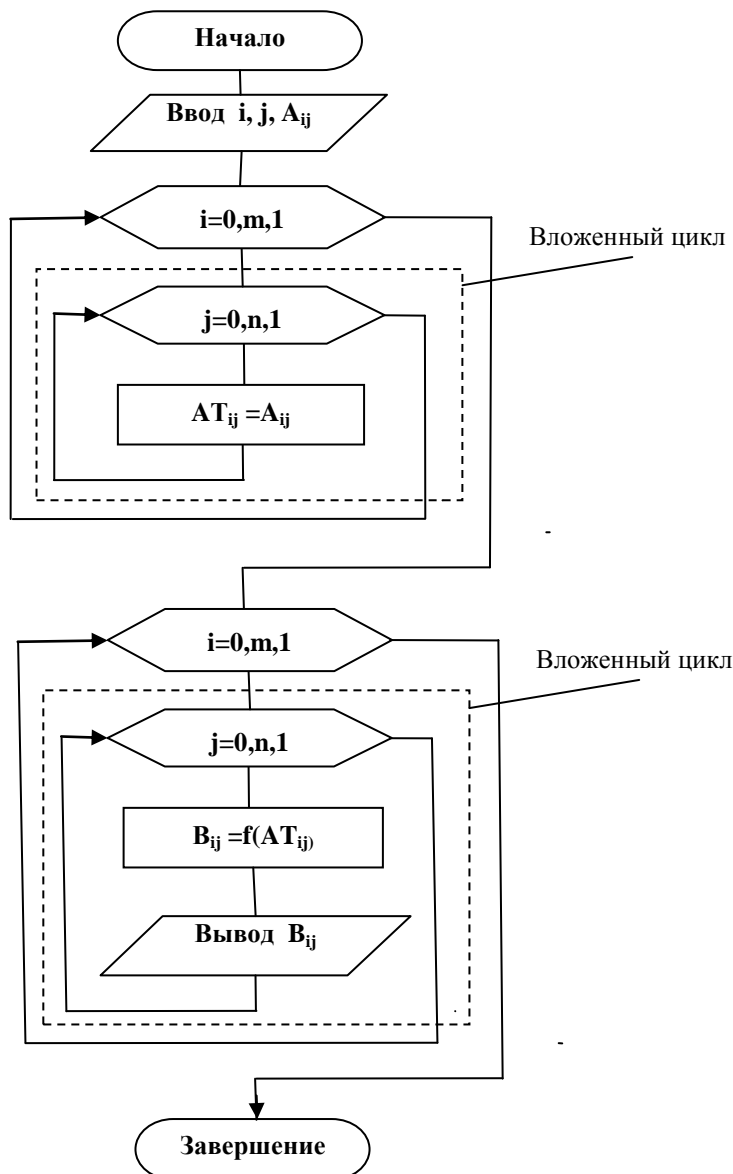 Начало
Ввод i, j, Aij
i=0,m,1
Вложенный цикл
j=0,n,1
ATij =Aij
i=0,m,1
Вложенный цикл
j=0,n,1
Bij =f(ATij)
Вывод Bij
Завершение